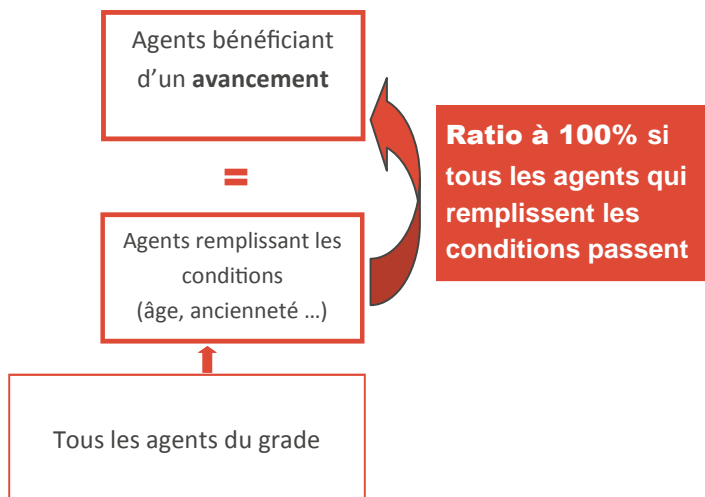 Agents bénéficiant
d’un avancement
=
Ratio à 100% si
tous les agents qui
remplissent les
conditions passent
Agents remplissant les
conditions
(âge, ancienneté …)
Tous les agents du grade